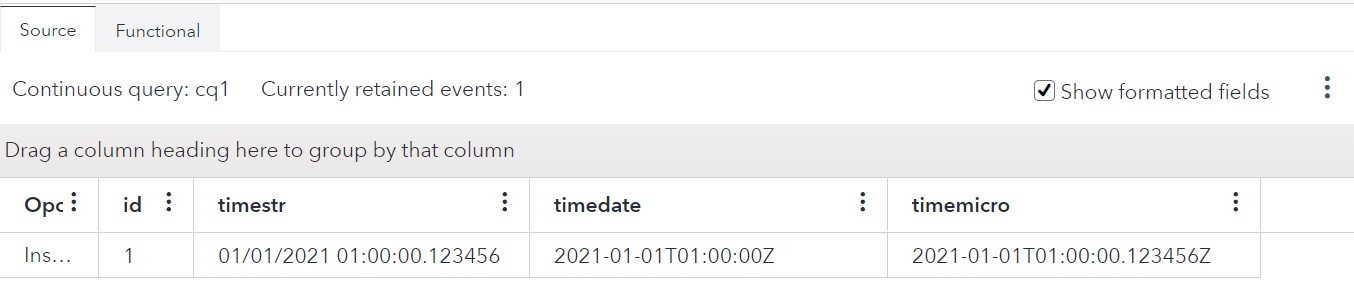 Source Functional
Continuous query: cq1 Currently retained events: 1 Show formatted fields
Drag a column heading here to group by that column
Opc id timestr timedate timemicro
Ins... 1 01/01/2021 01:00:00.123456 2021-01-01T01:00:00Z 2021-01-01T01:00:00.123456Z